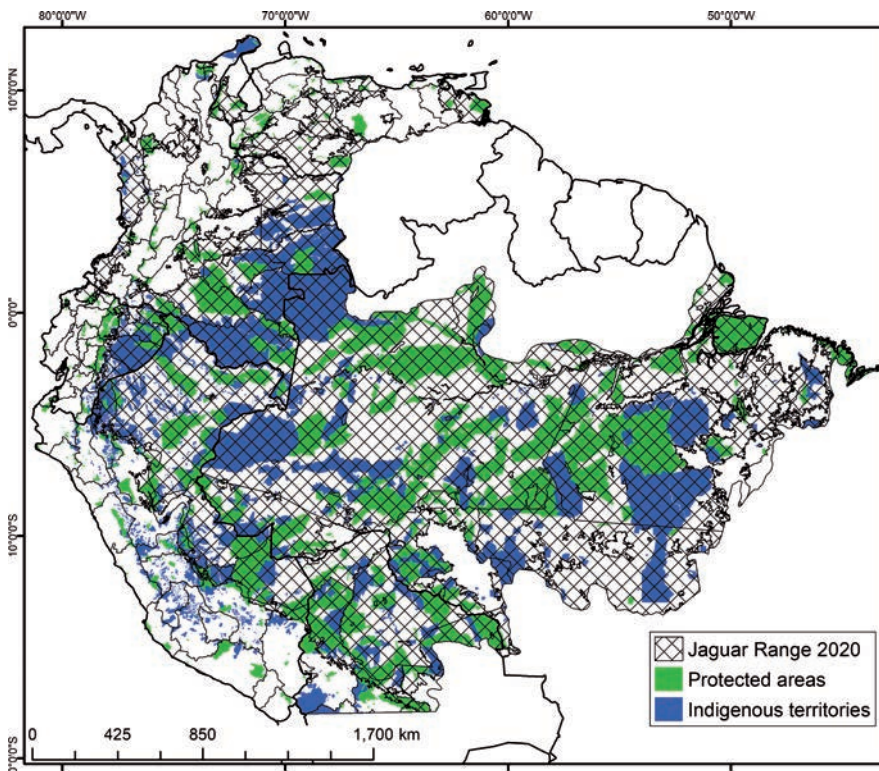 80°0'0"W 70°0'0"W 60°0'0"W 50°0'0"W
10°0'0"N
0°0'0"
10°0'0"S
Jaguar Range 2020
Protected areas
Indigenous territories
0 425 850 1,700 km